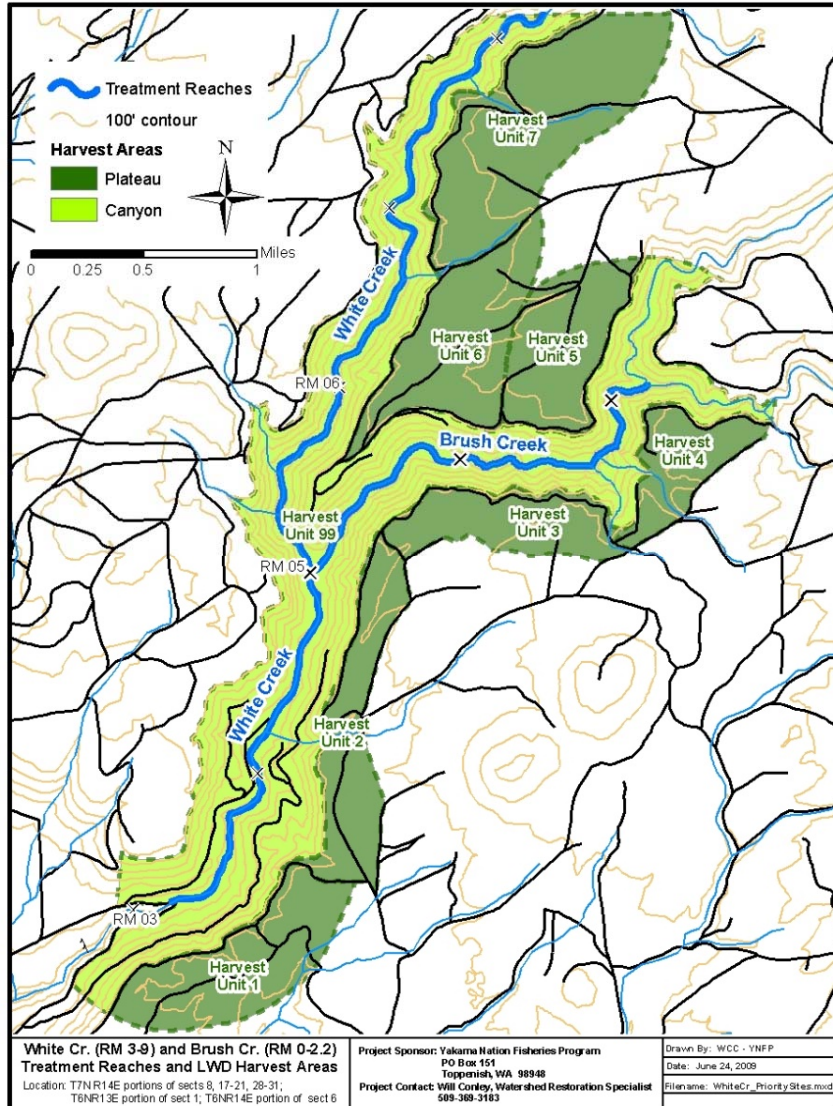 Treatment Reaches
100' contour
Harvest Areas
Plateau
Canyon
N
Miles
0 0.25 0.5 1
Harvest
Unit 7
White Creek
Harvest
Unit 6
Harvest
Unit 5
RM 06
Brush Creek
Harvest
Unit 4
Harvest
Unit 3
Harvest
Unit 99
RM 05
White Creek
Harvest
Unit 2
RM 03
Harvest
Unit 1
White Cr. (RM 3-9) and Brush Cr. (RM 0-2.2)
Treatment Reaches and LWD Harvest Areas
Location: T7N R14E portions of sects 8, 17-21, 28-31;
T6NR13E portion of sect 1; T6NR14E portion of sect 6
Project Sponsor: Yakama Nation Fisheries Program
PO Box 151
Toppenish, WA 98948
Project Contact: Will Conley, Watershed Restoration Specialist
509-369-3183
Drawn By: WCC - YNFP
Date: June 24, 2009
Filename: WhiteCr_PrioritySites.mxd